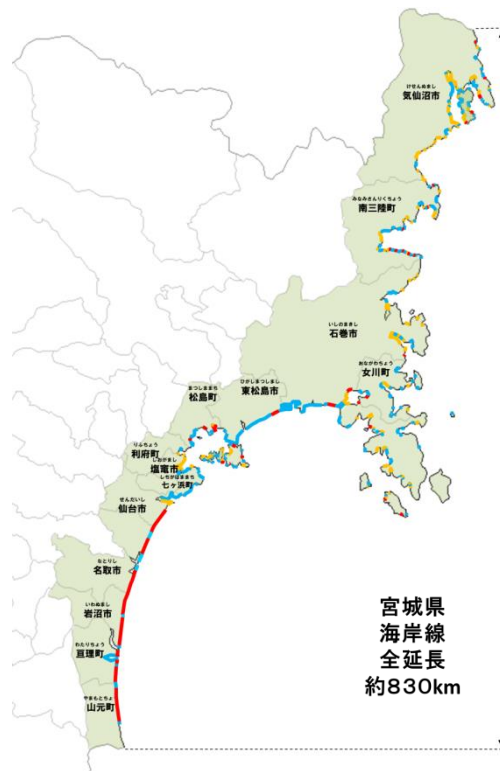 けせんぬまし
気仙沼市
みなみさんりくちょう
南三陸町
いしのまきし
石巻市
おながわちょう
女川町
ひがしまつしまし
東松島市
まつしままち
松島町
りふちょう
利府町
しおがまし
塩竈市
しちがはままち
七ヶ浜町
せんだいし
仙台市
なとりし
名取市
いわぬまし
岩沼市
わたりちょう
亘理町
やまもとちょ
山元町
宮城県
海岸線
全延長
約830km